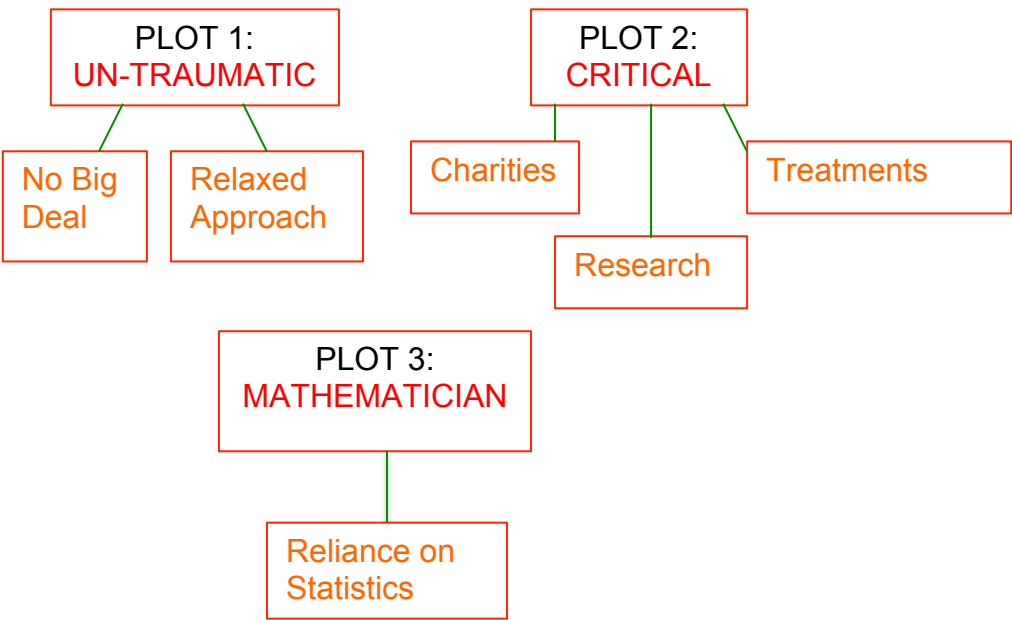 PLOT 1:
UN-TRAUMATIC
No Big
Deal
Relaxed
Approach
PLOT 2:
CRITICAL
Charities
Research
Treatments
PLOT 3:
MATHEMATICIAN
Reliance on
Statistics